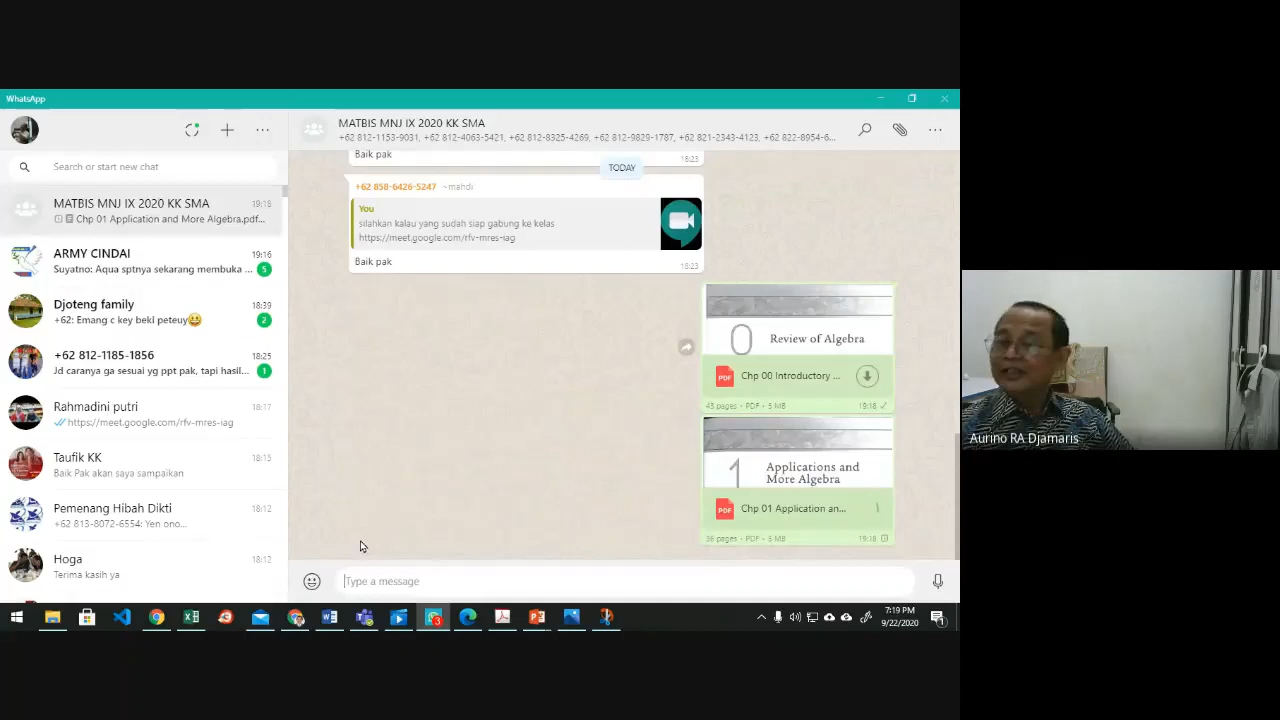 WhatsApp
MATBIS MNJ IX 2020 KK SMA
+62 812-1153-9031, +62 812-4063-5421, +62 812-8325-4269, +62 812-9829-1787, +62 821-2343-4123, +62 822-8954-6...
Search or start new chat
MATBIS MNJ IX 2020 KK SMA 19:18
Chp 01 Application and More Algebra.pdf...
ARMY CINDAI 19:16
Suyatno: Aqua sptnya sekarang membuka ... 5
Djoteng family 18:39
+62: Emang c key beki peteuy😀 2
+62 812-1185-1856 18:25
Jd caranya ga sesuai yg ppt pak, tapi hasil... 1
Rahmadini putri 18:17
https://meet.google.com/rfv-mres-iag
Taufik KK 18:15
Baik Pak akan saya sampaikan
Pemenang Hibah Dikti 18:12
+62 813-8072-6554: Yen ono...
Hoga 18:12
Terima kasih ya
Baik pak 18:23
TODAY
+62 858-6426-5247 ~mahdi
You
silahkan kalau yang sudah siap gabung ke kelas
https://meet.google.com/rfv-mres-iag
Baik pak 18:23
0 Review of Algebra
PDF Chp 00 Introductory ...
43 pages • PDF • 5 MB 19:18
1 Applications and
More Algebra
PDF Chp 01 Application an...
36 pages • PDF • 6 MB 19:18
Type a message
7:19 PM
9/22/2020
Aurino RA Djamaris